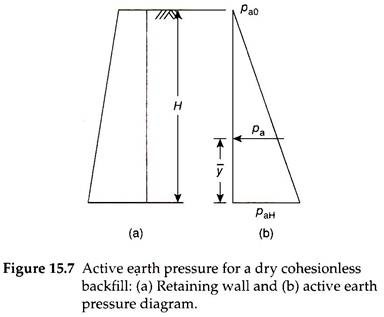 Pa0
H
Pa
ȳ
PaH
(a)
(b)
Figure 15.7 Active earth pressure for a dry cohesionless
backfill: (a) Retaining wall and (b) active earth
pressure diagram.